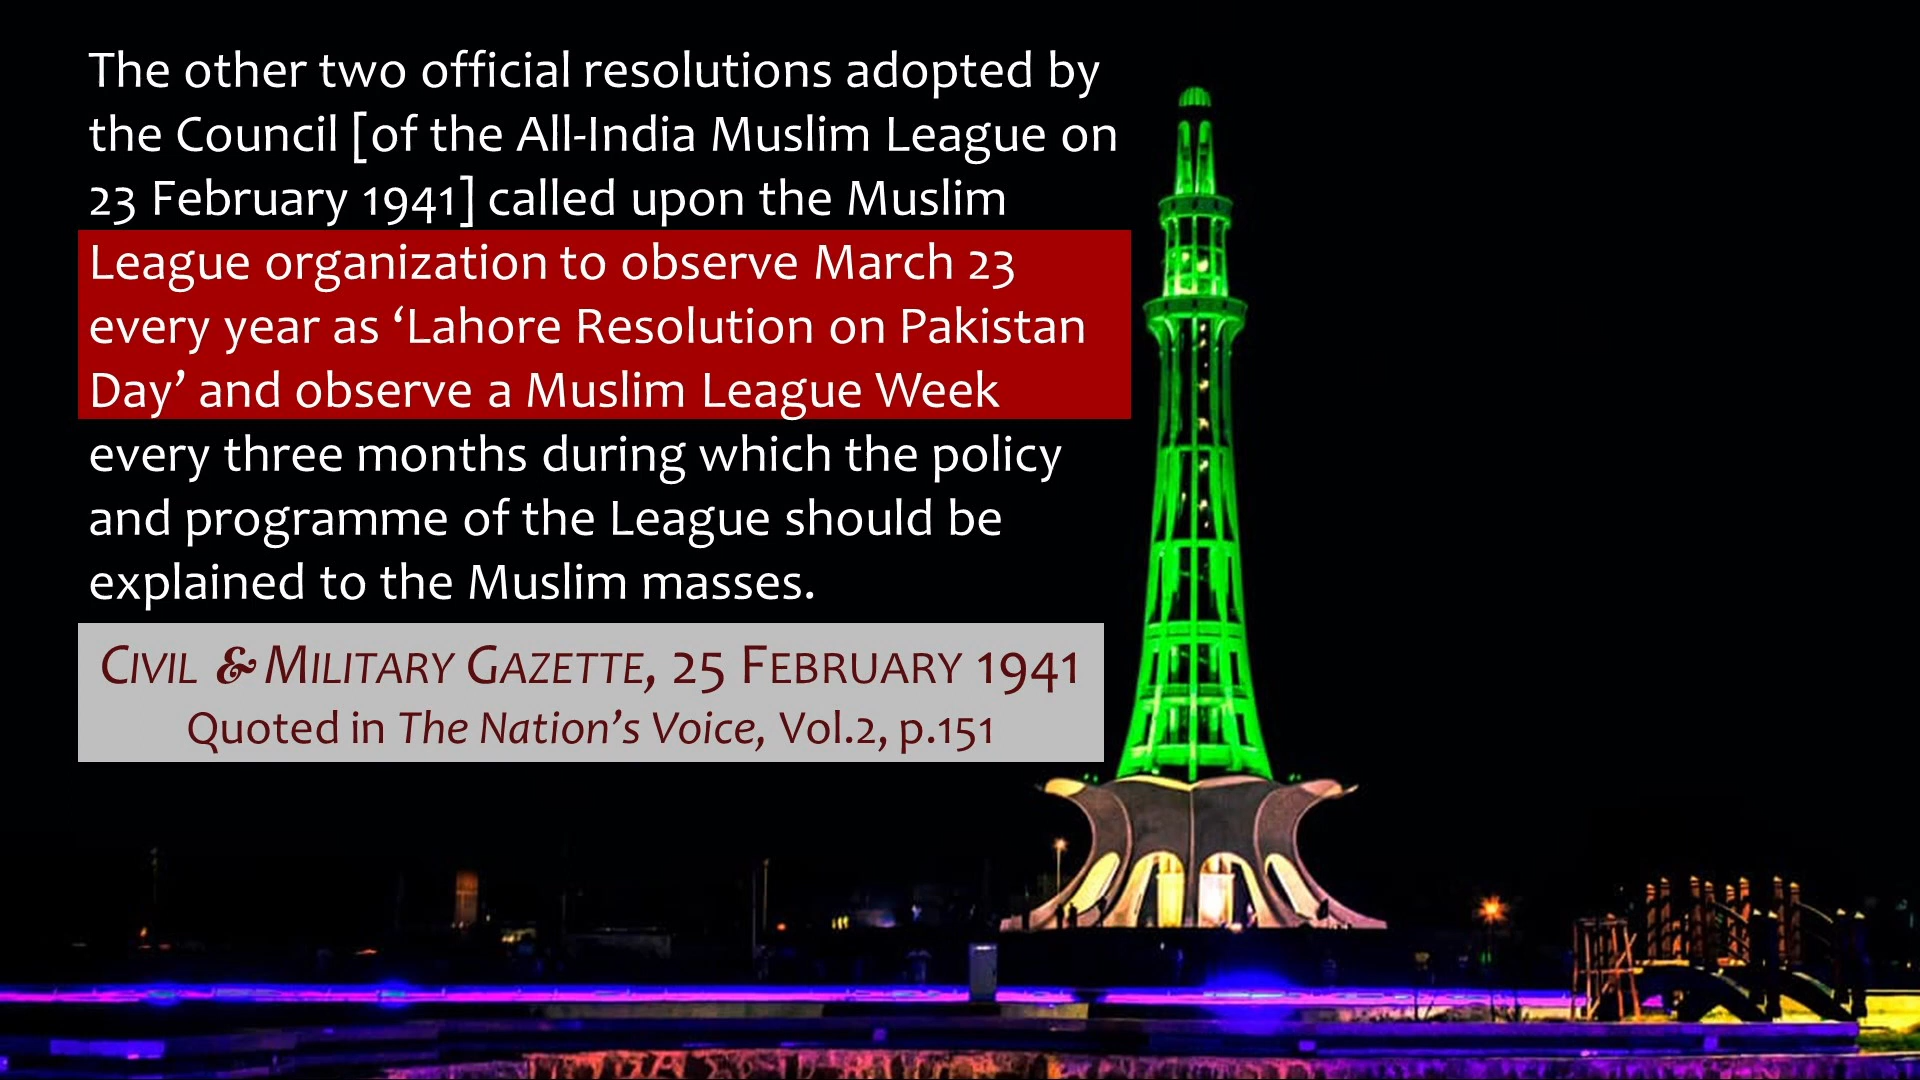 The other two official resolutions adopted by
the Council [of the All-India Muslim League on
23 February 1941] called upon the Muslim
League organization to observe March 23
every year as ‘Lahore Resolution on Pakistan
Day’ and observe a Muslim League Week
every three months during which the policy
and programme of the League should be
explained to the Muslim masses.
Civil & Military Gazette, 25 February 1941
Quoted in The Nation’s Voice, Vol.2, p.151